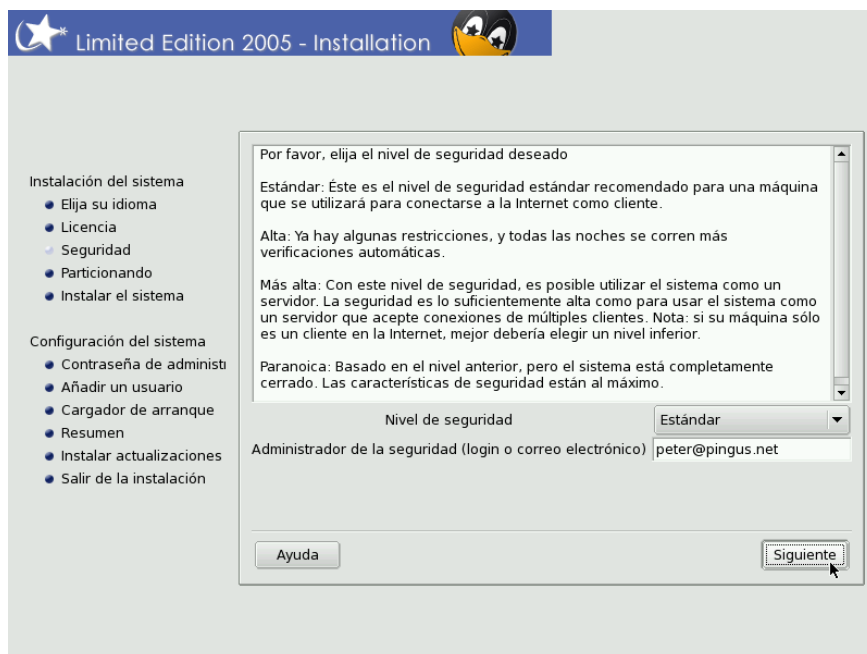 Limited Edition 2005 - Installation
Instalación del sistema
Elija su idioma
Licencia
Seguridad
Particionando
Instalar el sistema
Configuración del sistema
Contraseña de administ
Añadir un usuario
Cargador de arranque
Resumen
Instalar actualizaciones
Salir de la instalación
Por favor, elija el nivel de seguridad deseado
Estándar: Éste es el nivel de seguridad estándar recomendado para una máquina
que se utilizará para conectarse a la Internet como cliente.
Alta: Ya hay algunas restricciones, y todas las noches se corren más
verificaciones automáticas.
Más alta: Con este nivel de seguridad, es posible utilizar el sistema como un
servidor. La seguridad es lo suficientemente alta como para usar el sistema como
un servidor que acepte conexiones de múltiples clientes. Nota: si su máquina sólo
es un cliente en la Internet, mejor debería elegir un nivel inferior.
Paranoica: Basado en el nivel anterior, pero el sistema está completamente
cerrado. Las características de seguridad están al máximo.
Nivel de seguridad Estándar
Administrador de la seguridad (login o correo electrónico) peter@pingus.net
Ayuda Siguiente